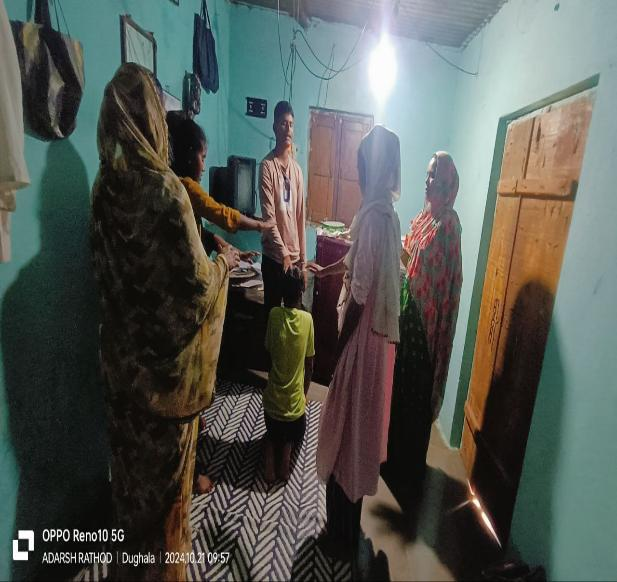 OPPO Reno10 5G
ADARSH RATHOD | Dughala | 2024.10.21 09:57